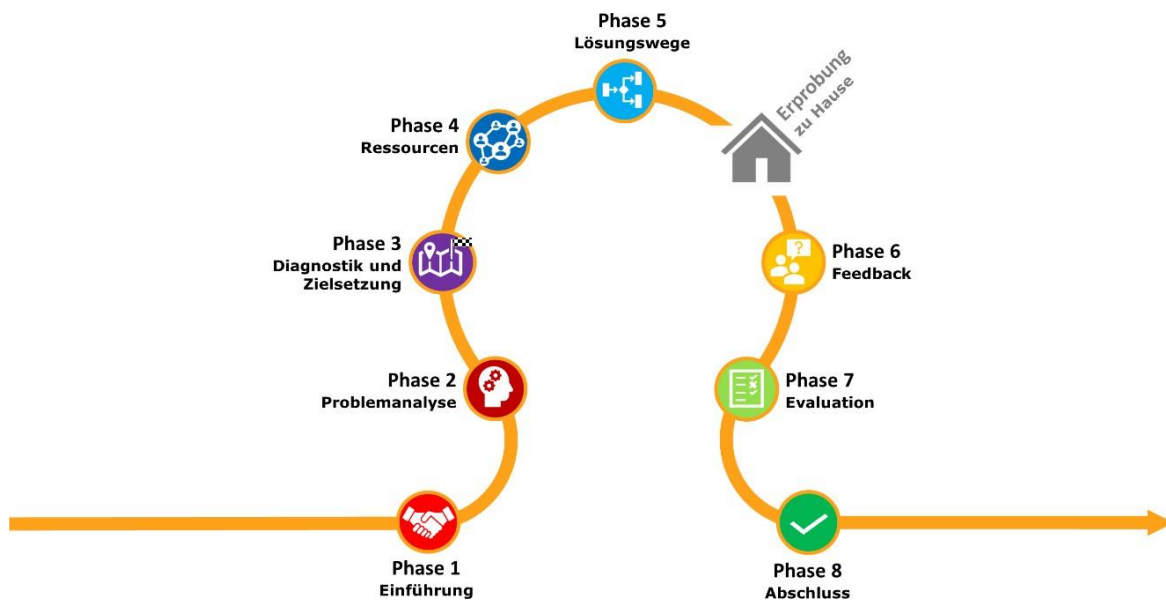 Phase 1
Einführung
Phase 2
Problemanalyse
Phase 3
Diagnostik und
Zielsetzung
Phase 4
Ressourcen
Phase 5
Lösungswege
Erprobung
zu Hause
?
Phase 6
Feedback
Phase 7
Evaluation
Phase 8
Abschluss